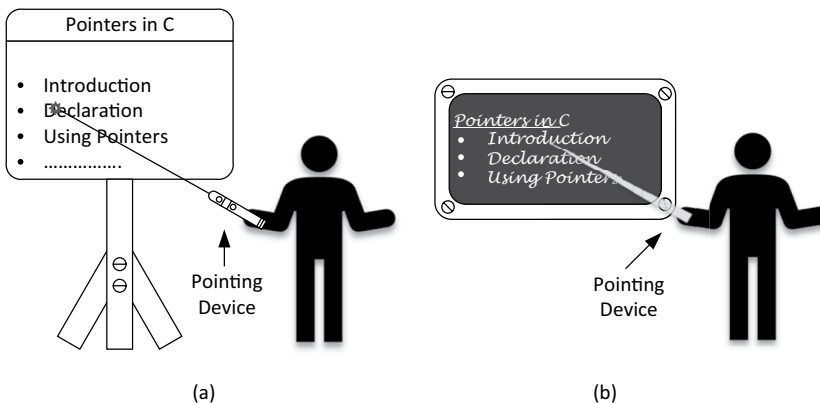 Pointers in C
• Introduction
• Declaration
• Using Pointers
• ................
Pointing
Device
(a)
Pointers in C
• Introduction
• Declaration
• Using Pointers
Pointing
Device
(b)